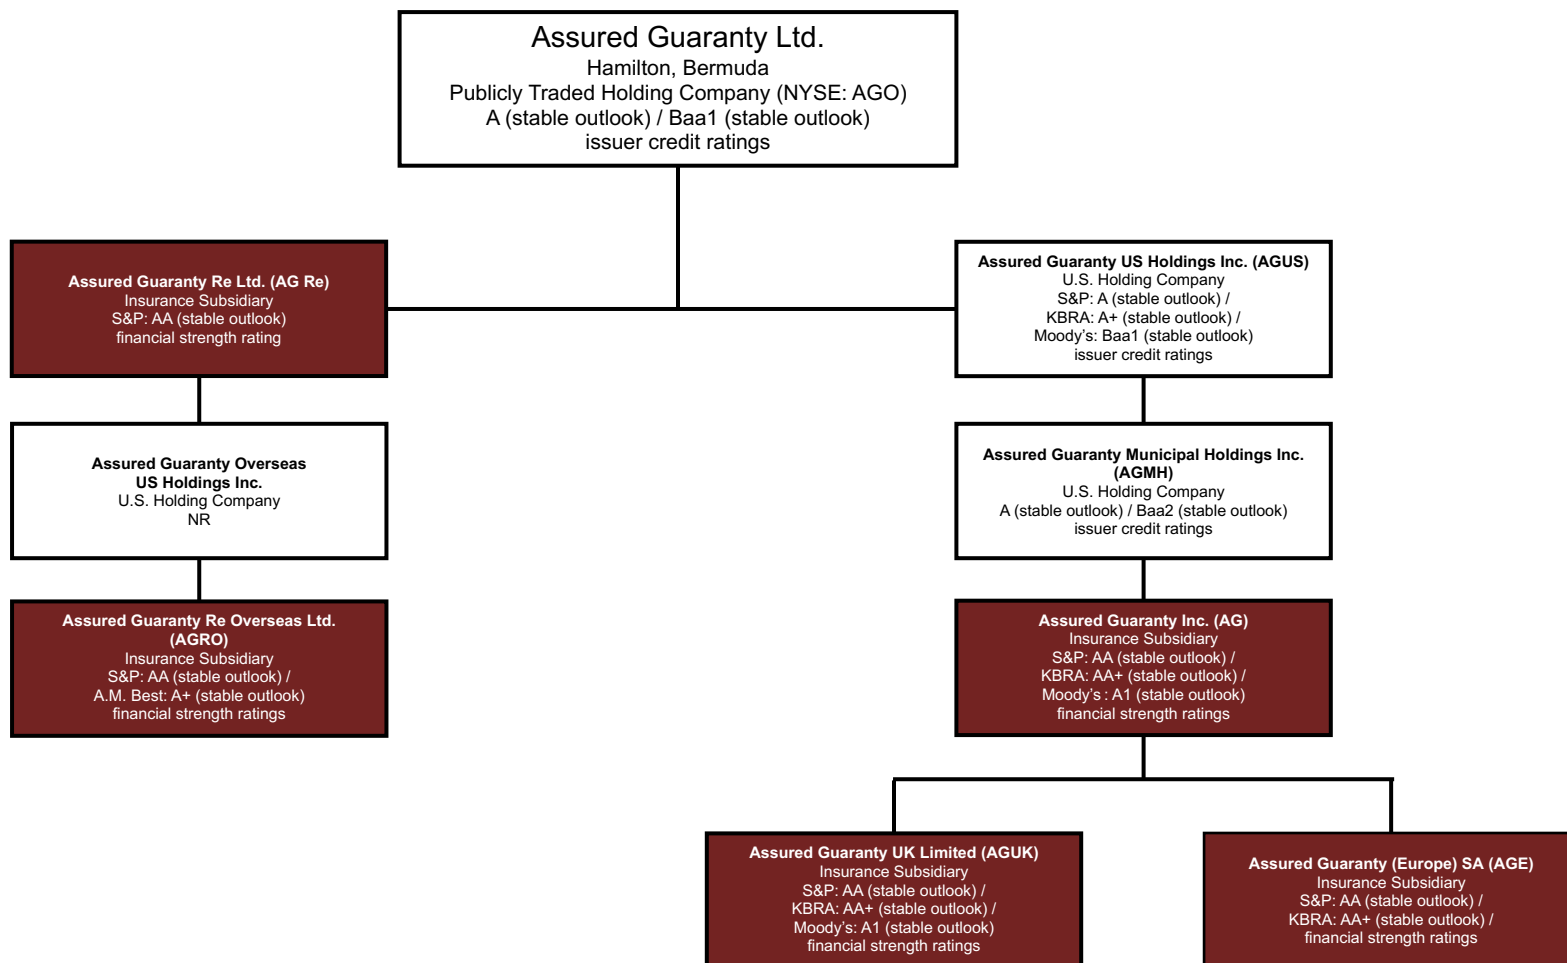 Assured Guaranty Ltd.
Hamilton, Bermuda
Publicly Traded Holding Company (NYSE: AGO)
A (stable outlook) / Baa1 (stable outlook)
issuer credit ratings
Assured Guaranty Re Ltd. (AG Re)
Insurance Subsidiary
S&P: AA (stable outlook)
financial strength rating
Assured Guaranty US Holdings Inc. (AGUS)
U.S. Holding Company
S&P: A (stable outlook) /
KBRA: A+ (stable outlook) /
Moody’s: Baa1 (stable outlook)
issuer credit ratings
Assured Guaranty Overseas
US Holdings Inc.
U.S. Holding Company
NR
Assured Guaranty Municipal Holdings Inc.
(AGMH)
U.S. Holding Company
A (stable outlook) / Baa2 (stable outlook)
issuer credit ratings
Assured Guaranty Re Overseas Ltd.
(AGRO)
Insurance Subsidiary
S&P: AA (stable outlook) /
A.M. Best: A+ (stable outlook)
financial strength ratings
Assured Guaranty Inc. (AG)
Insurance Subsidiary
S&P: AA (stable outlook) /
KBRA: AA+ (stable outlook) /
Moody’s : A1 (stable outlook)
financial strength ratings
Assured Guaranty UK Limited (AGUK)
Insurance Subsidiary
S&P: AA (stable outlook) /
KBRA: AA+ (stable outlook) /
Moody’s: A1 (stable outlook)
financial strength ratings
Assured Guaranty (Europe) SA (AGE)
Insurance Subsidiary
S&P: AA (stable outlook) /
KBRA: AA+ (stable outlook) /
financial strength ratings